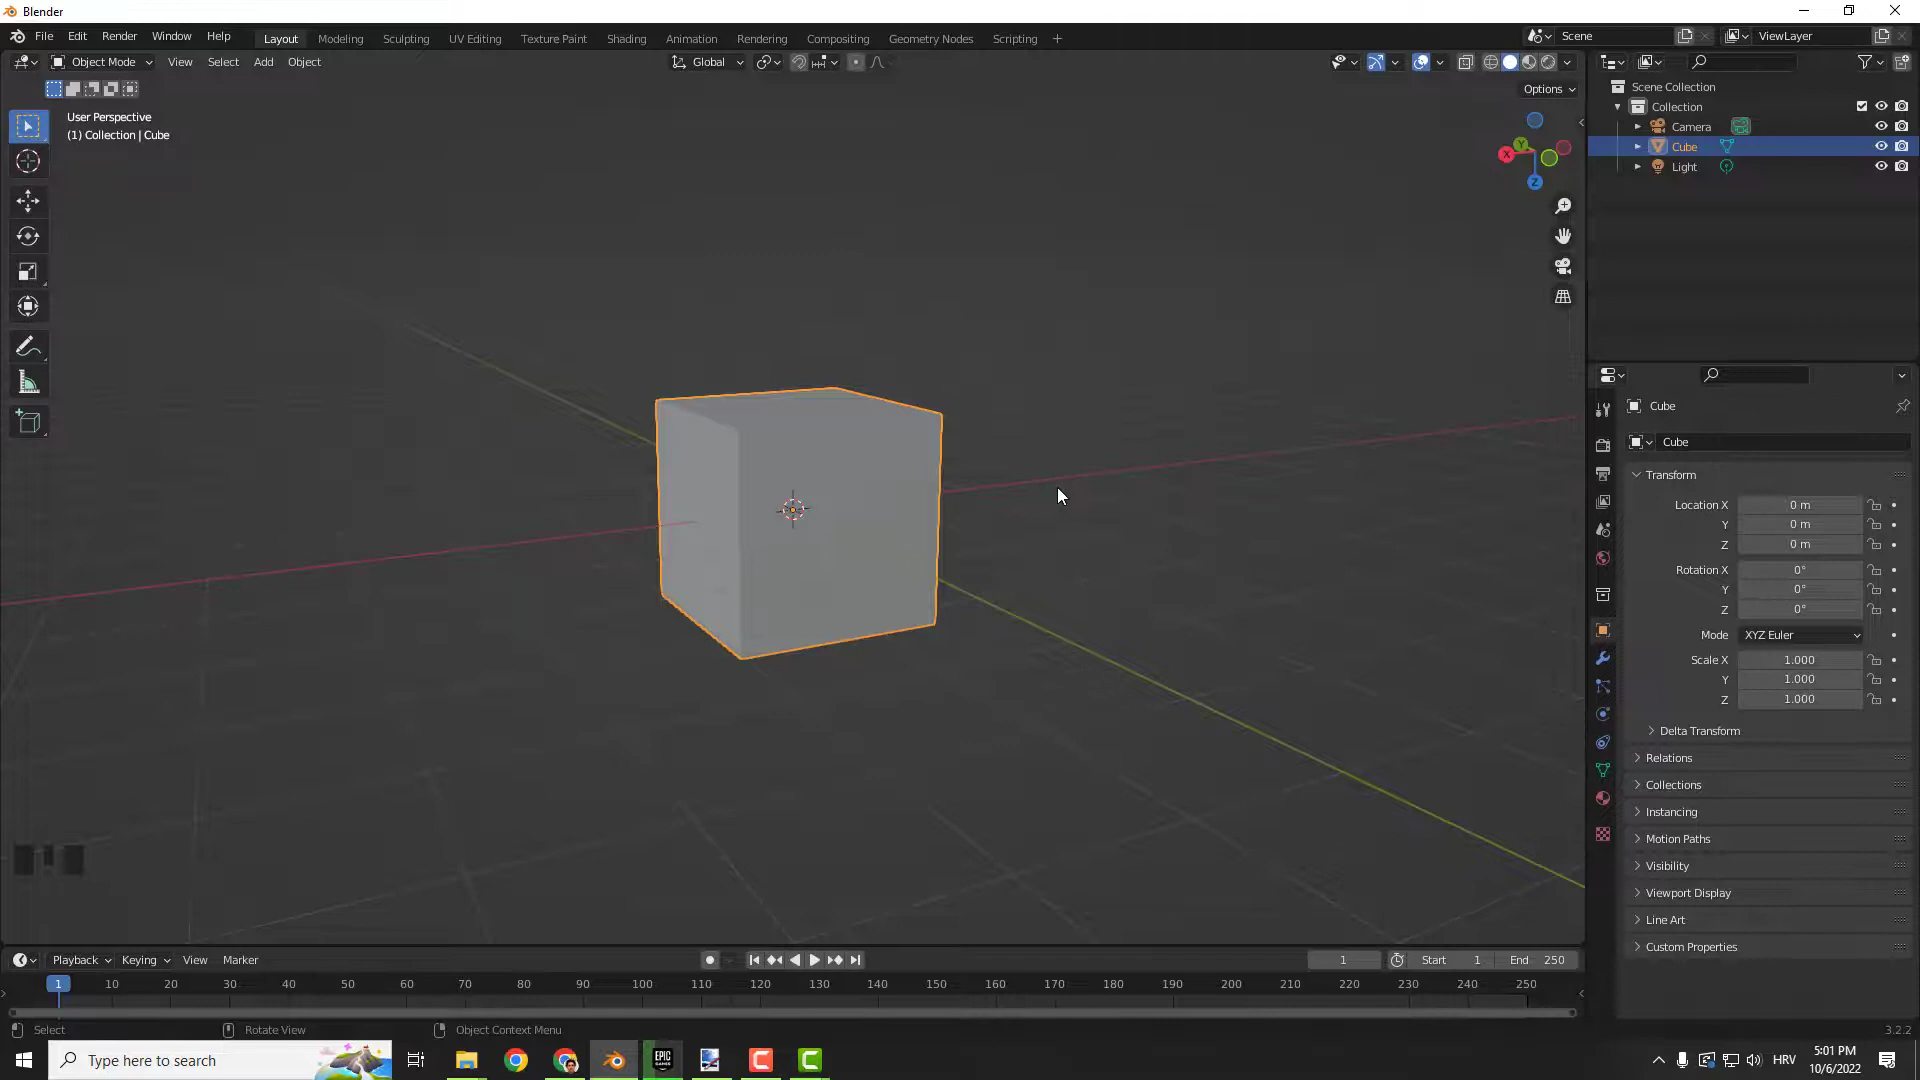 Blender
File Edit Render Window Help
Layout Modeling Sculpting UV Editing Texture Paint Shading Animation Rendering Compositing Geometry Nodes Scripting
Scene
ViewLayer
Object Mode View Select Add Object
Global
Options
User Perspective
(1) Collection | Cube
X
Y
Z
Scene Collection
Collection
Camera
Cube
Light
Cube
Cube
Transform
Location X 0 m
Y 0 m
Z 0 m
Rotation X 0°
Y 0°
Z 0°
Mode XYZ Euler
Scale X 1.000
Y 1.000
Z 1.000
Delta Transform
Relations
Collections
Instancing
Motion Paths
Visibility
Viewport Display
Line Art
Custom Properties
Playback Keying View Marker
1 Start 1 End 250
1 10 20 30 40 50 60 70 80 90 100 110 120 130 140 150 160 170 180 190 200 210 220 230 240 250
Select Rotate View Object Context Menu
3.2.2
Type here to search
EPIC GAMES
HRV
5:01 PM
10/6/2022